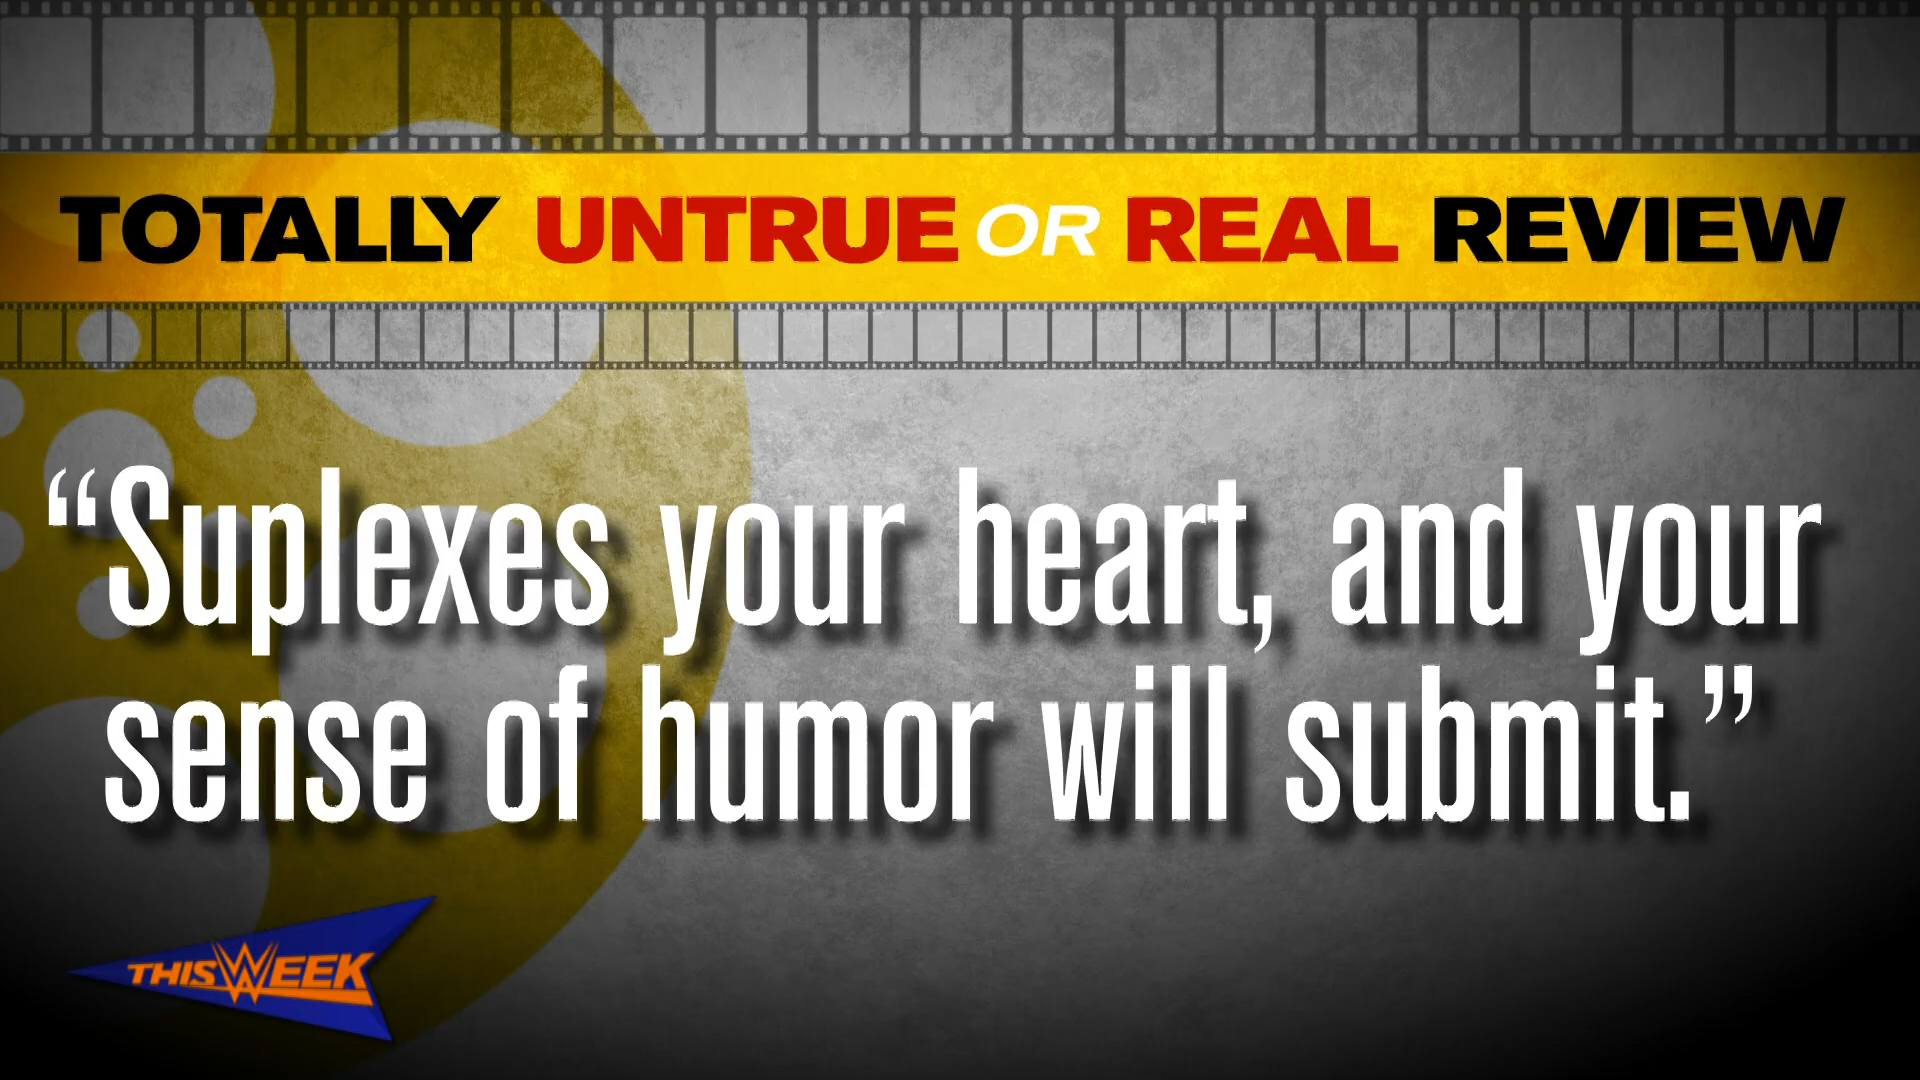 TOTALLY UNTRUE OR REAL REVIEW
“Suplexes your heart, and your
sense of humor will submit.”
THIS WEEK